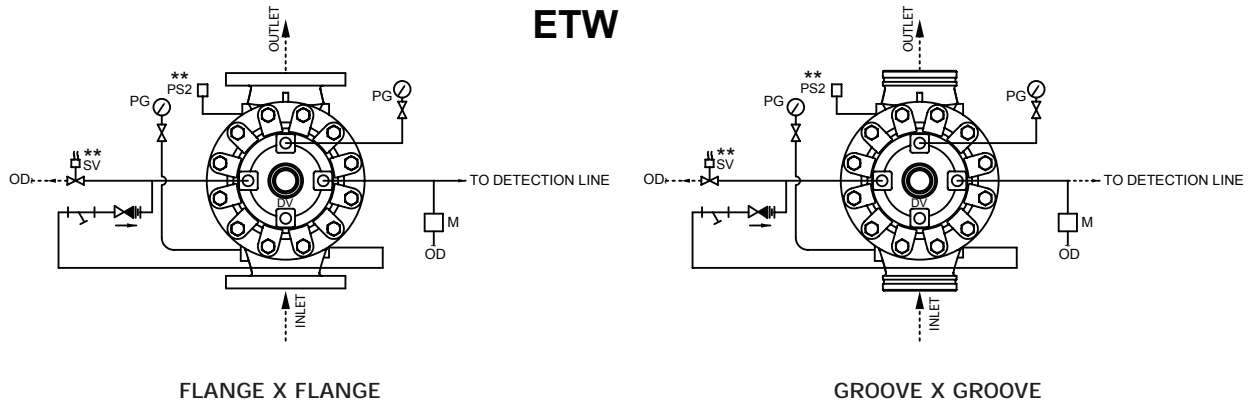 ETW
OUTLET
**
PS2
PG
PG
**
SV
OD
TO DETECTION LINE
DV
M
OD
INLET
FLANGE X FLANGE
OUTLET
**
PS2
PG
PG
**
SV
OD
TO DETECTION LINE
DV
M
OD
INLET
GROOVE X GROOVE